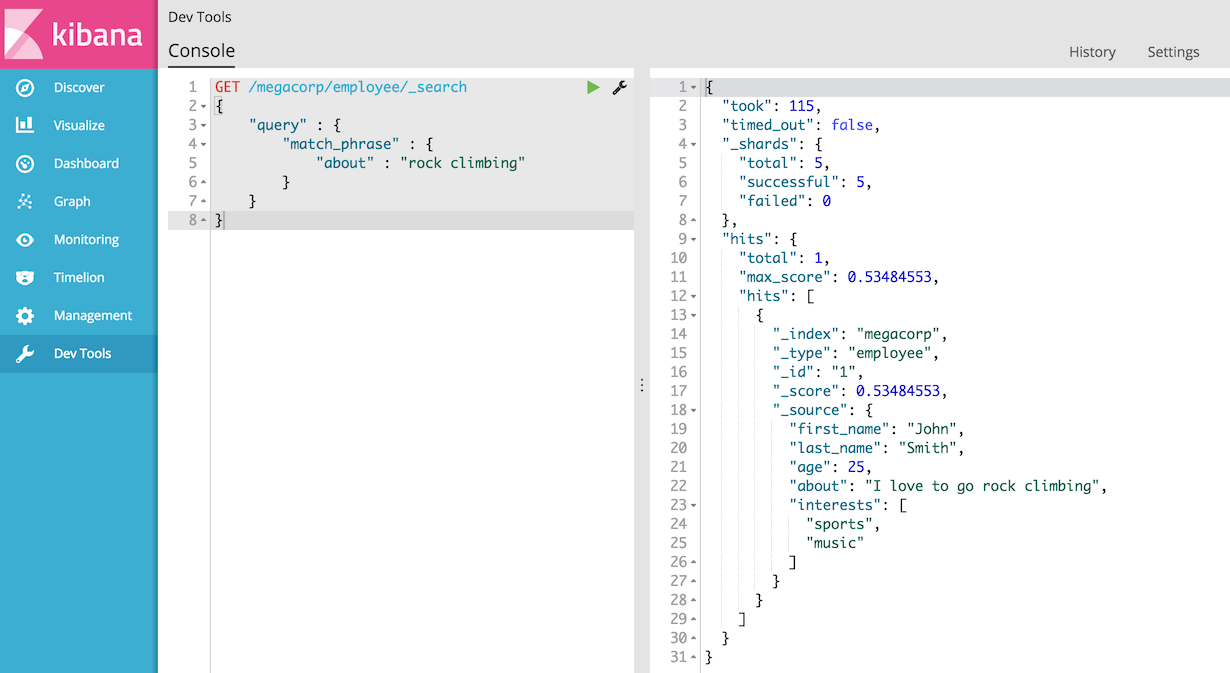 kibana
Discover
Visualize
Dashboard
Graph
Monitoring
Timelion
Management
Dev Tools
Dev Tools
Console
History
Settings
1 GET /megacorp/employee/_search
2 {
3 "query" : {
4 "match_phrase" : {
5 "about" : "rock climbing"
6 }
7 }
8 }
1 {
2 "took": 115,
3 "timed_out": false,
4 "_shards": {
5 "total": 5,
6 "successful": 5,
7 "failed": 0
8 },
9 "hits": {
10 "total": 1,
11 "max_score": 0.53484553,
12 "hits": [
13 {
14 "_index": "megacorp",
15 "_type": "employee",
16 "_id": "1",
17 "_score": 0.53484553,
18 "_source": {
19 "first_name": "John",
20 "last_name": "Smith",
21 "age": 25,
22 "about": "I love to go rock climbing",
23 "interests": [
24 "sports",
25 "music"
26 ]
27 }
28 }
29 ]
30 }
31 }